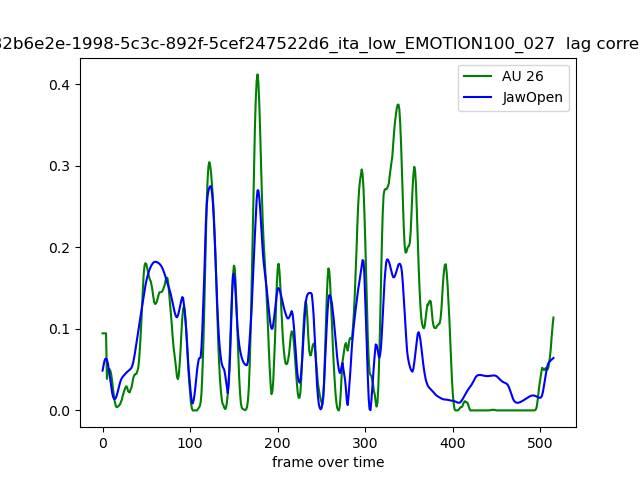 32b6e2e-1998-5c3c-892f-5cef247522d6_ita_low_EMOTION100_027 lag corre
AU 26
JawOpen
0.4
0.3
0.2
0.1
0.0
0 100 200 300 400 500
frame over time